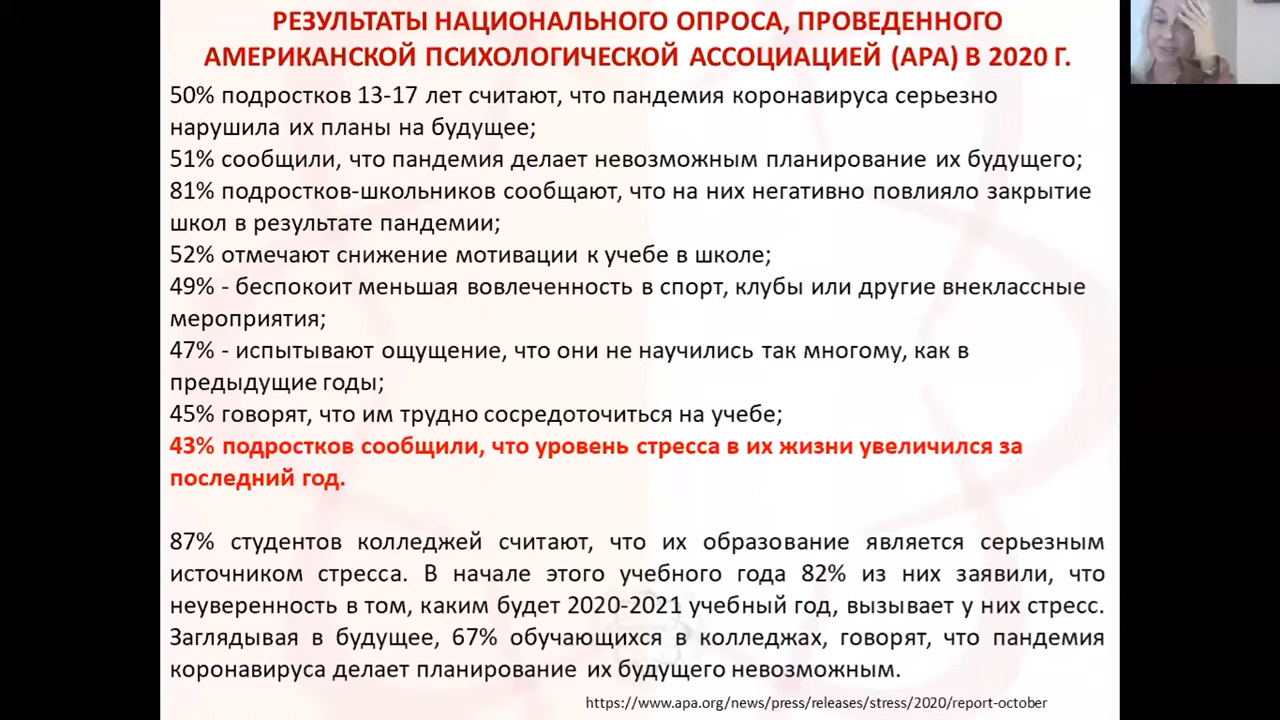 РЕЗУЛЬТАТЫ НАЦИОНАЛЬНОГО ОПРОСА, ПРОВЕДЕННОГО
АМЕРИКАНСКОЙ ПСИХОЛОГИЧЕСКОЙ АССОЦИАЦИЕЙ (АРА) В 2020 Г.
50% подростков 13-17 лет считают, что пандемия коронавируса серьезно
нарушила их планы на будущее;
51% сообщили, что пандемия делает невозможным планирование их будущего;
81% подростков-школьников сообщают, что на них негативно повлияло закрытие
школ в результате пандемии;
52% отмечают снижение мотивации к учебе в школе;
49% - беспокоит меньшая вовлеченность в спорт, клубы или другие внеклассные
мероприятия;
47% - испытывают ощущение, что они не научились так многому, как в
предыдущие годы;
45% говорят, что им трудно сосредоточиться на учебе;
43% подростков сообщили, что уровень стресса в их жизни увеличился за
последний год.
87% студентов колледжей считают, что их образование является серьезным
источником стресса. В начале этого учебного года 82% из них заявили, что
неуверенность в том, каким будет 2020-2021 учебный год, вызывает у них стресс.
Заглядывая в будущее, 67% обучающихся в колледжах, говорят, что пандемия
коронавируса делает планирование их будущего невозможным.
https://www.apa.org/news/press/releases/stress/2020/report-october